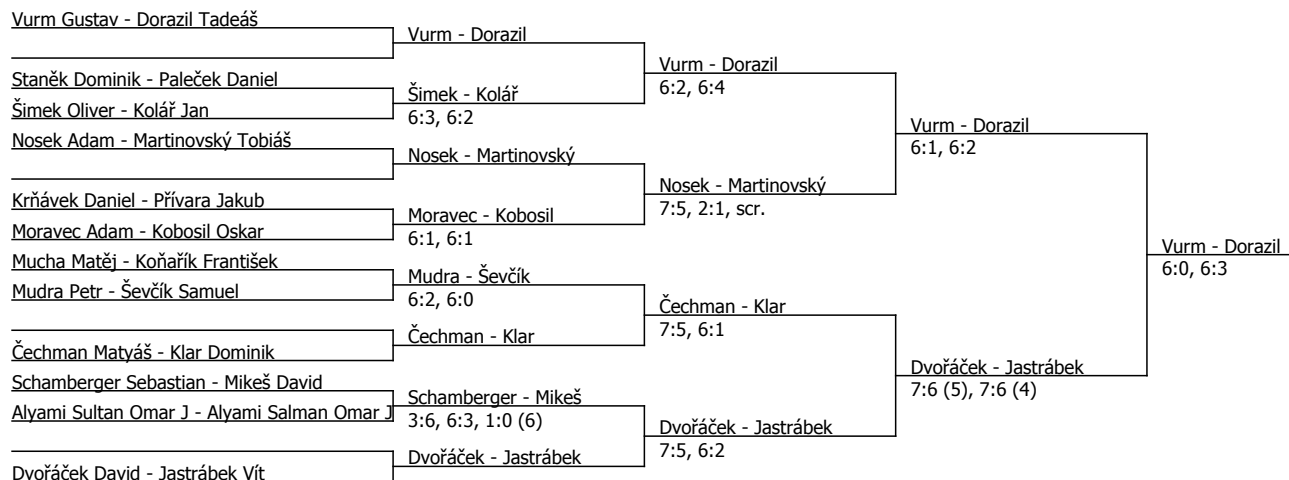 Vurm Gustav - Dorazil Tadeáš
Staněk Dominik - Paleček Daniel
Šimek Oliver - Kolář Jan
Nosek Adam - Martinovský Tobiáš
Krňávek Daniel - Přívara Jakub
Moravec Adam - Kobosil Oskar
Mucha Matěj - Koňařík František
Mudra Petr - Ševčík Samuel
Čechman Matyáš - Klar Dominik
Schamberger Sebastian - Mikeš David
Alyami Sultan Omar J - Alyami Salman Omar J
Dvořáček David - Jastrábek Vít
Vurm - Dorazil
Šimek - Kolář
6:3, 6:2
Nosek - Martinovský
Moravec - Kobosil
6:1, 6:1
Mudra - Ševčík
6:2, 6:0
Čechman - Klar
Schamberger - Mikeš
3:6, 6:3, 1:0 (6)
Dvořáček - Jastrábek
Vurm - Dorazil
6:2, 6:4
Nosek - Martinovský
7:5, 2:1, scr.
Čechman - Klar
7:5, 6:1
Dvořáček - Jastrábek
7:5, 6:2
Vurm - Dorazil
6:1, 6:2
Dvořáček - Jastrábek
7:6 (5), 7:6 (4)
Vurm - Dorazil
6:0, 6:3